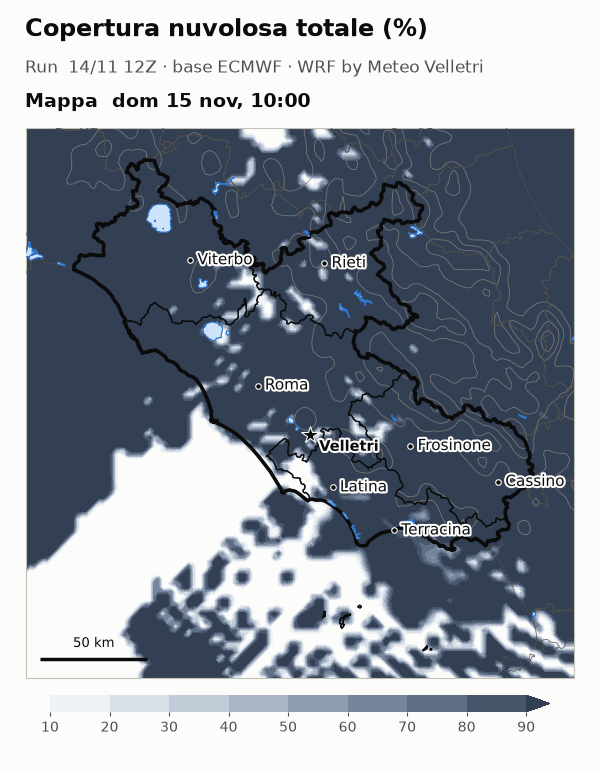 Copertura nuvolosa totale (%)
Run 14/11 12Z · base ECMWF · WRF by Meteo Velletri
Mappa dom 15 nov, 10:00
Viterbo
Rieti
Roma
Velletri
Frosinone
Latina
Cassino
Terracina
50 km
10 20 30 40 50 60 70 80 90